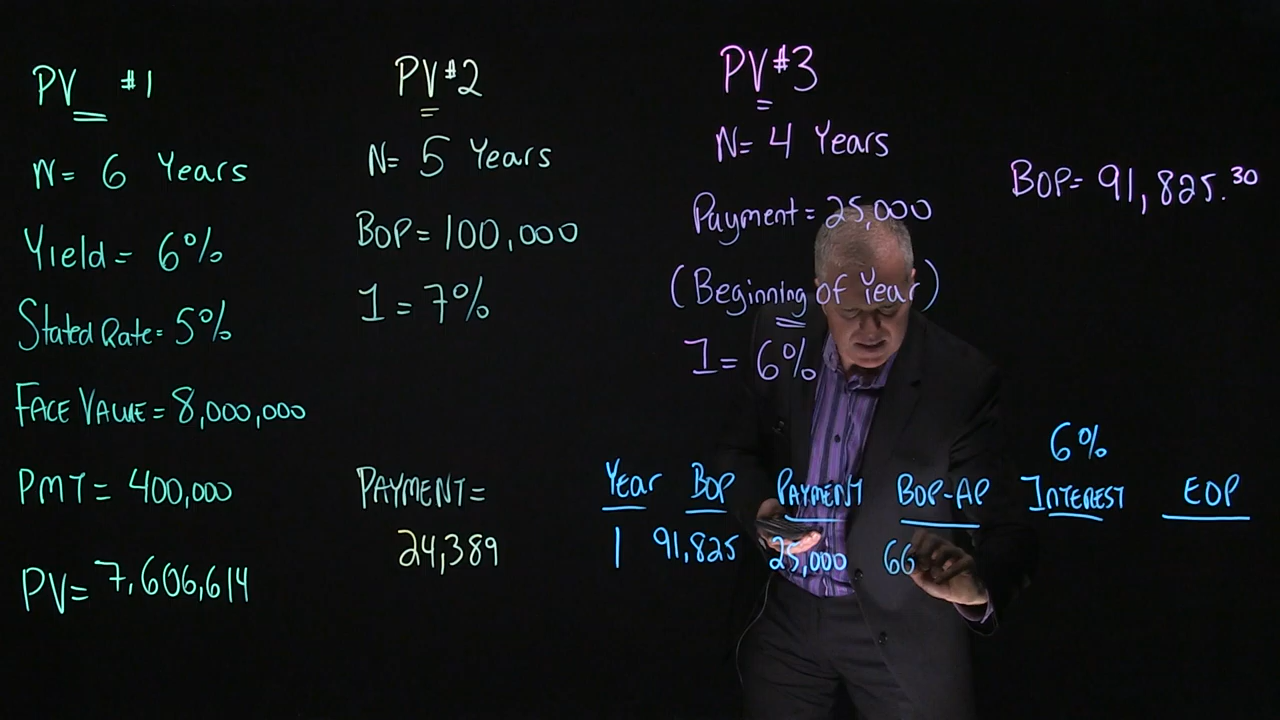 PV #1
N= 6 Years
Yield= 6%
Stated Rate= 5%
FACE VALUE= 8,000,000
PMT= 400,000
PV= 7,606,614
PV#2
N= 5 Years
BOP= 100,000
I = 7%
PAYMENT=
24,389
PV#3
N= 4 Years
Payment= 25,000
(Beginning of Year)
I= 6%
BOP= 91,825.30
6%
Year BOP PAYMENT BOP-AP INTEREST EOP
1 91,825 25,000 66